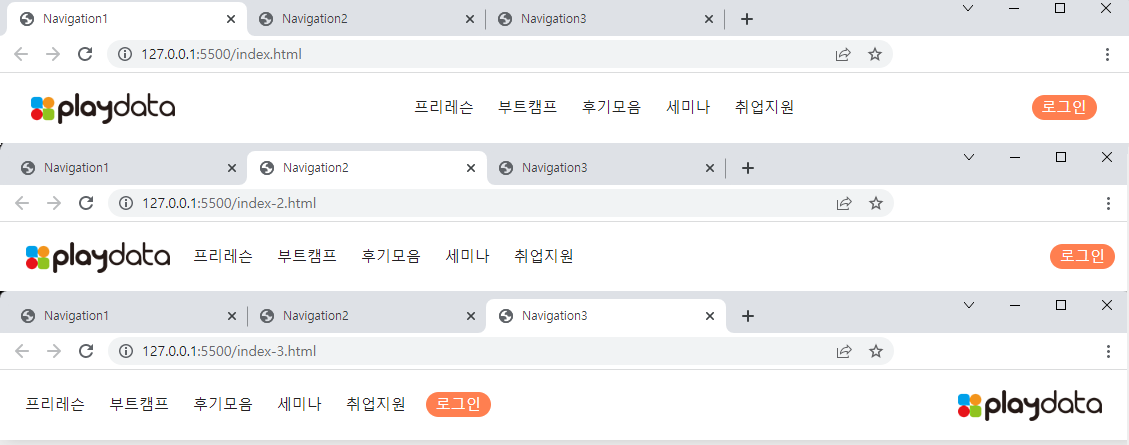 Navigation1 Navigation2 Navigation3
127.0.0.1:5500/index.html
playdata 프리레슨 부트캠프 후기모음 세미나 취업지원 로그인
Navigation1 Navigation2 Navigation3
127.0.0.1:5500/index-2.html
playdata 프리레슨 부트캠프 후기모음 세미나 취업지원 로그인
Navigation1 Navigation2 Navigation3
127.0.0.1:5500/index-3.html
프리레슨 부트캠프 후기모음 세미나 취업지원 로그인 playdata